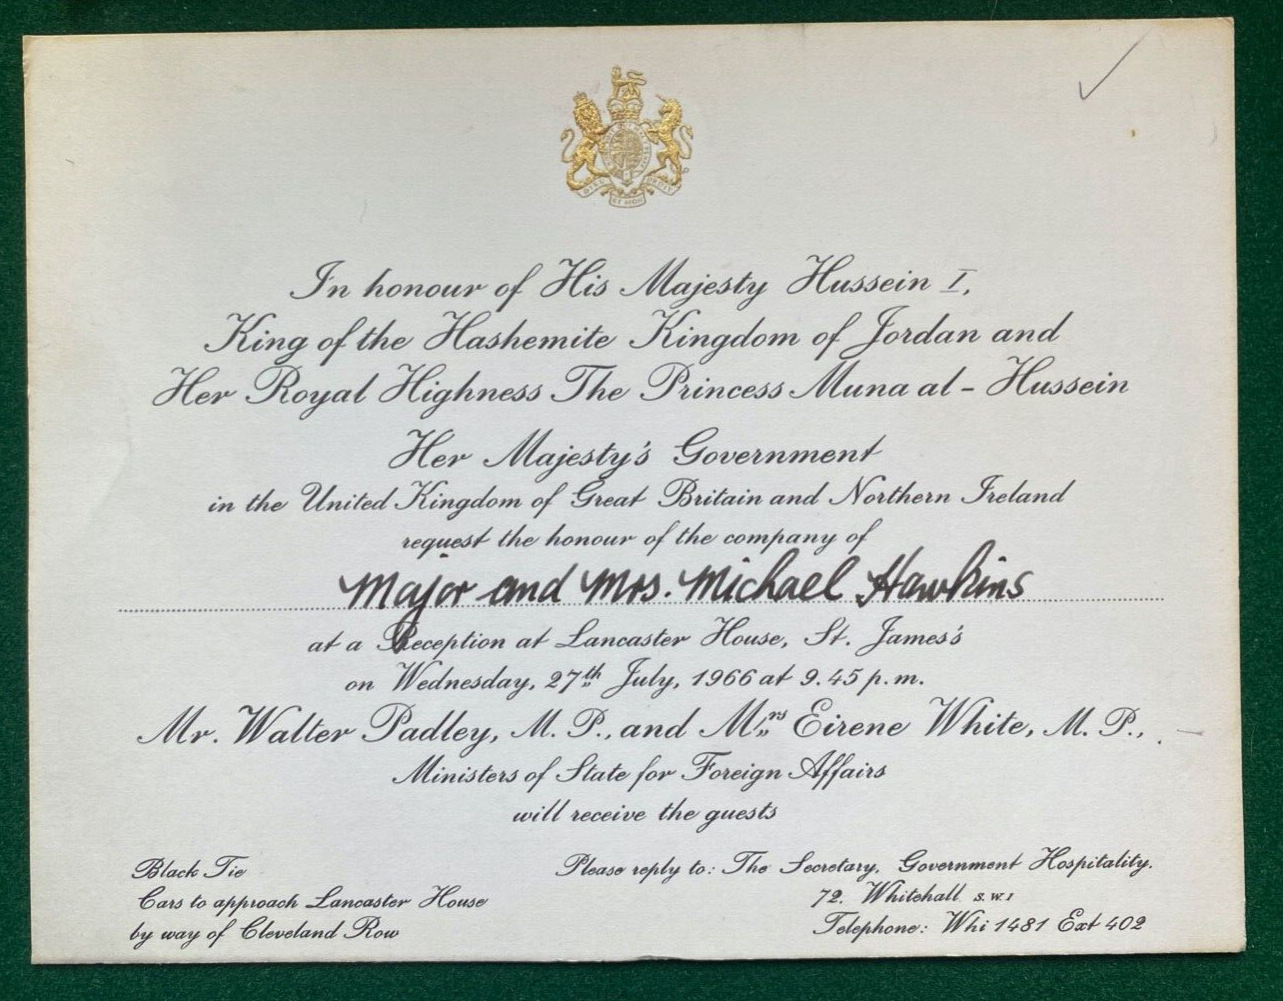 In honour of His Majesty Hussein I,
King of the Hashemite Kingdom of Jordan and
Her Royal Highness The Princess Muna al-Hussein
Her Majesty's Government
in the United Kingdom of Great Britain and Northern Ireland
request the honour of the company of
Major and Mrs. Michael Hawkins
at a Reception at Lancaster House, St. James's
on Wednesday, 27th July, 1966 at 9.45 p.m.
Mr. Walter Padley, M.P., and Mrs Eirene White, M.P.,
Ministers of State for Foreign Affairs
will receive the guests
Black Tie
Cars to approach Lancaster House
by way of Cleveland Row
Please reply to: The Secretary, Government Hospitality.
72. Whitehall S.W.1
Telephone: Whi 1481 Ext 402